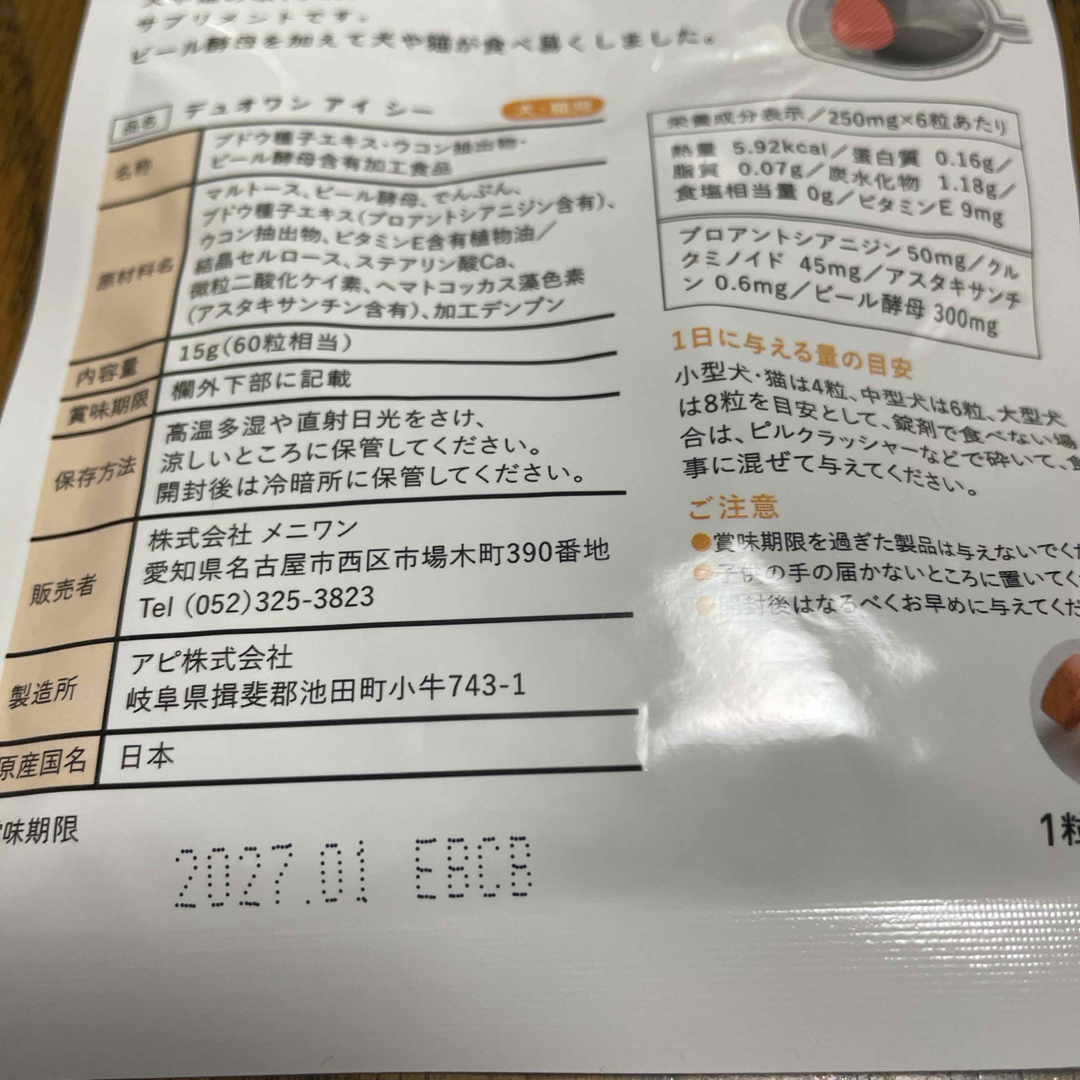 サプリメントです。
ビール酵母を加えて犬や猫が食べ易くしました。
品名 デュオワン アイ シー 犬・猫用
名称 ブドウ種子エキス・ウコン抽出物・
ビール酵母含有加工食品
原材料名 マルトース、ビール酵母、でんぷん、
ブドウ種子エキス(プロアントシアニジン含有)、
ウコン抽出物、ビタミンE含有植物油/
結晶セルロース、ステアリン酸Ca、
微粒二酸化ケイ素、ヘマトコッカス藻色素
(アスタキサンチン含有)、加工デンプン
内容量 15g(60粒相当)
賞味期限 欄外下部に記載
保存方法 高温多湿や直射日光をさけ、
涼しいところに保管してください。
開封後は冷暗所に保管してください。
販売者 株式会社 メニワン
愛知県名古屋市西区市場木町390番地
Tel (052)325-3823
製造所 アピ株式会社
岐阜県揖斐郡池田町小牛743-1
原産国名 日本
味期限
2027.01 EBCB
栄養成分表示/250mg×6粒あたり
熱量 5.92kcal/蛋白質 0.16g/
脂質 0.07g/炭水化物 1.18g/
食塩相当量 0g/ビタミンE 9mg
プロアントシアニジン50mg/クル
クミノイド 45mg/アスタキサンチ
ン 0.6mg/ビール酵母 300mg
1日に与える量の目安
小型犬・猫は4粒、中型犬は6粒、大型犬
は8粒を目安として、錠剤で食べない場
合は、ピルクラッシャーなどで砕いて、食
事に混ぜて与えてください。
ご注意
●賞味期限を過ぎた製品は与えないでくだ
●子供の手の届かないところに置いてく
●開封後はなるべくお早めに与えてくだ
1粒